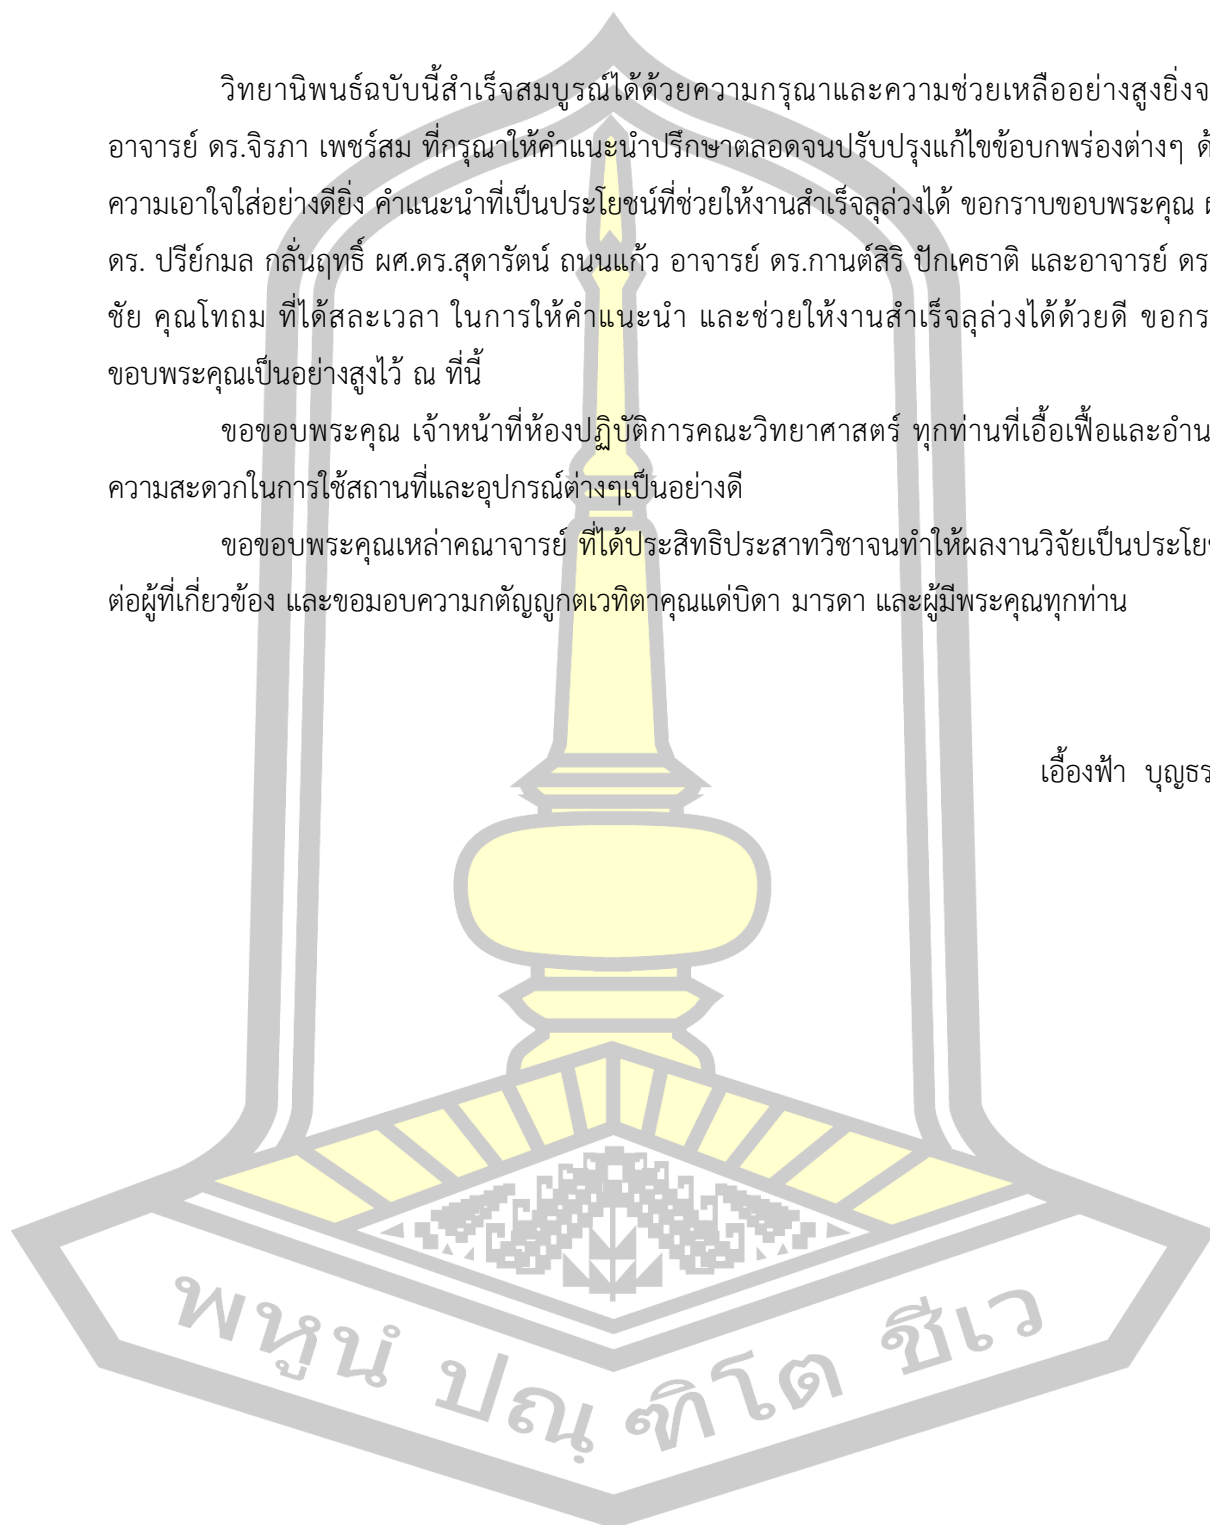 วิทยานิพนธ์ฉบับนี้สำเร็จสมบูรณ์ได้ด้วยความกรุณาและความช่วยเหลืออย่างสูงยิ่งจ
อาจารย์ ดร.จิรภา เพชร์สม ที่กรุณาให้คำแนะนำปรึกษาตลอดจนปรับปรุงแก้ไขข้อบกพร่องต่างๆ ด้
ความเอาใจใส่อย่างดียิ่ง คำแนะนำที่เป็นประโยชน์ที่ช่วยให้งานสำเร็จลุล่วงได้ ขอกราบขอบพระคุณ
ดร. ปรีย์กมล กลั่นฤทธิ์ ผศ.ดร.สุดารัตน์ ถนนแก้ว อาจารย์ ดร.กานต์สิริ ปักเคธาติ และอาจารย์ ดร
ชัย คุณโทถม ที่ได้สละเวลา ในการให้คำแนะนำ และช่วยให้งานสำเร็จลุล่วงได้ด้วยดี ขอกร
ขอบพระคุณเป็นอย่างสูงไว้ ณ ที่นี้
ขอขอบพระคุณ เจ้าหน้าที่ห้องปฏิบัติการคณะวิทยาศาสตร์ ทุกท่านที่เอื้อเฟื้อและอำน
ความสะดวกในการใช้สถานที่และอุปกรณ์ต่างๆเป็นอย่างดี
ขอขอบพระคุณเหล่าคณาจารย์ ที่ได้ประสิทธิประสาทวิชาจนทำให้ผลงานวิจัยเป็นประโย
ต่อผู้ที่เกี่ยวข้อง และขอมอบความกตัญญูกตเวทิตาคุณแด่บิดา มารดา และผู้มีพระคุณทุกท่าน
เอื้องฟ้า บุญธร
พหูนํ ปณฺฑิโต ชีเว